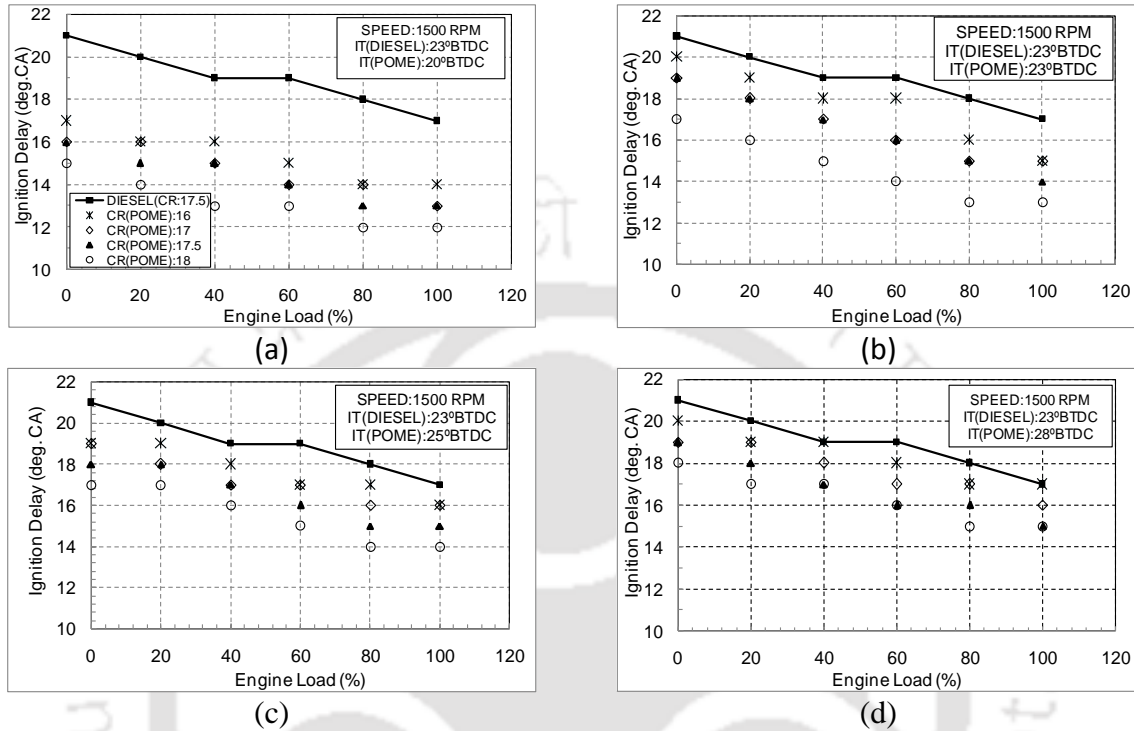 SPEED:1500 RPM
IT(DIESEL):23ºBTDC
IT(POME):20ºBTDC
Ignition Delay (deg.CA)
22
20
18
16
14
12
10
DIESEL(CR:17.5)
CR(POME):16
CR(POME):17
CR(POME):17.5
CR(POME):18
0 20 40 60 80 100 120
Engine Load (%)
(a)
SPEED:1500 RPM
IT(DIESEL):23ºBTDC
IT(POME):23ºBTDC
Ignition Delay (deg. CA)
22
20
18
16
14
12
10
0 20 40 60 80 100 120
Engine Load (%)
(b)
SPEED:1500 RPM
IT(DIESEL):23ºBTDC
IT(POME):25ºBTDC
Ignition Delay (deg. CA)
22
20
18
16
14
12
10
0 20 40 60 80 100 120
Engine Load (%)
(c)
SPEED:1500 RPM
IT(DIESEL):23ºBTDC
IT(POME):28ºBTDC
Ignition Delay (deg. CA)
22
20
18
16
14
12
10
0 20 40 60 80 100 120
Engine Load (%)
(d)